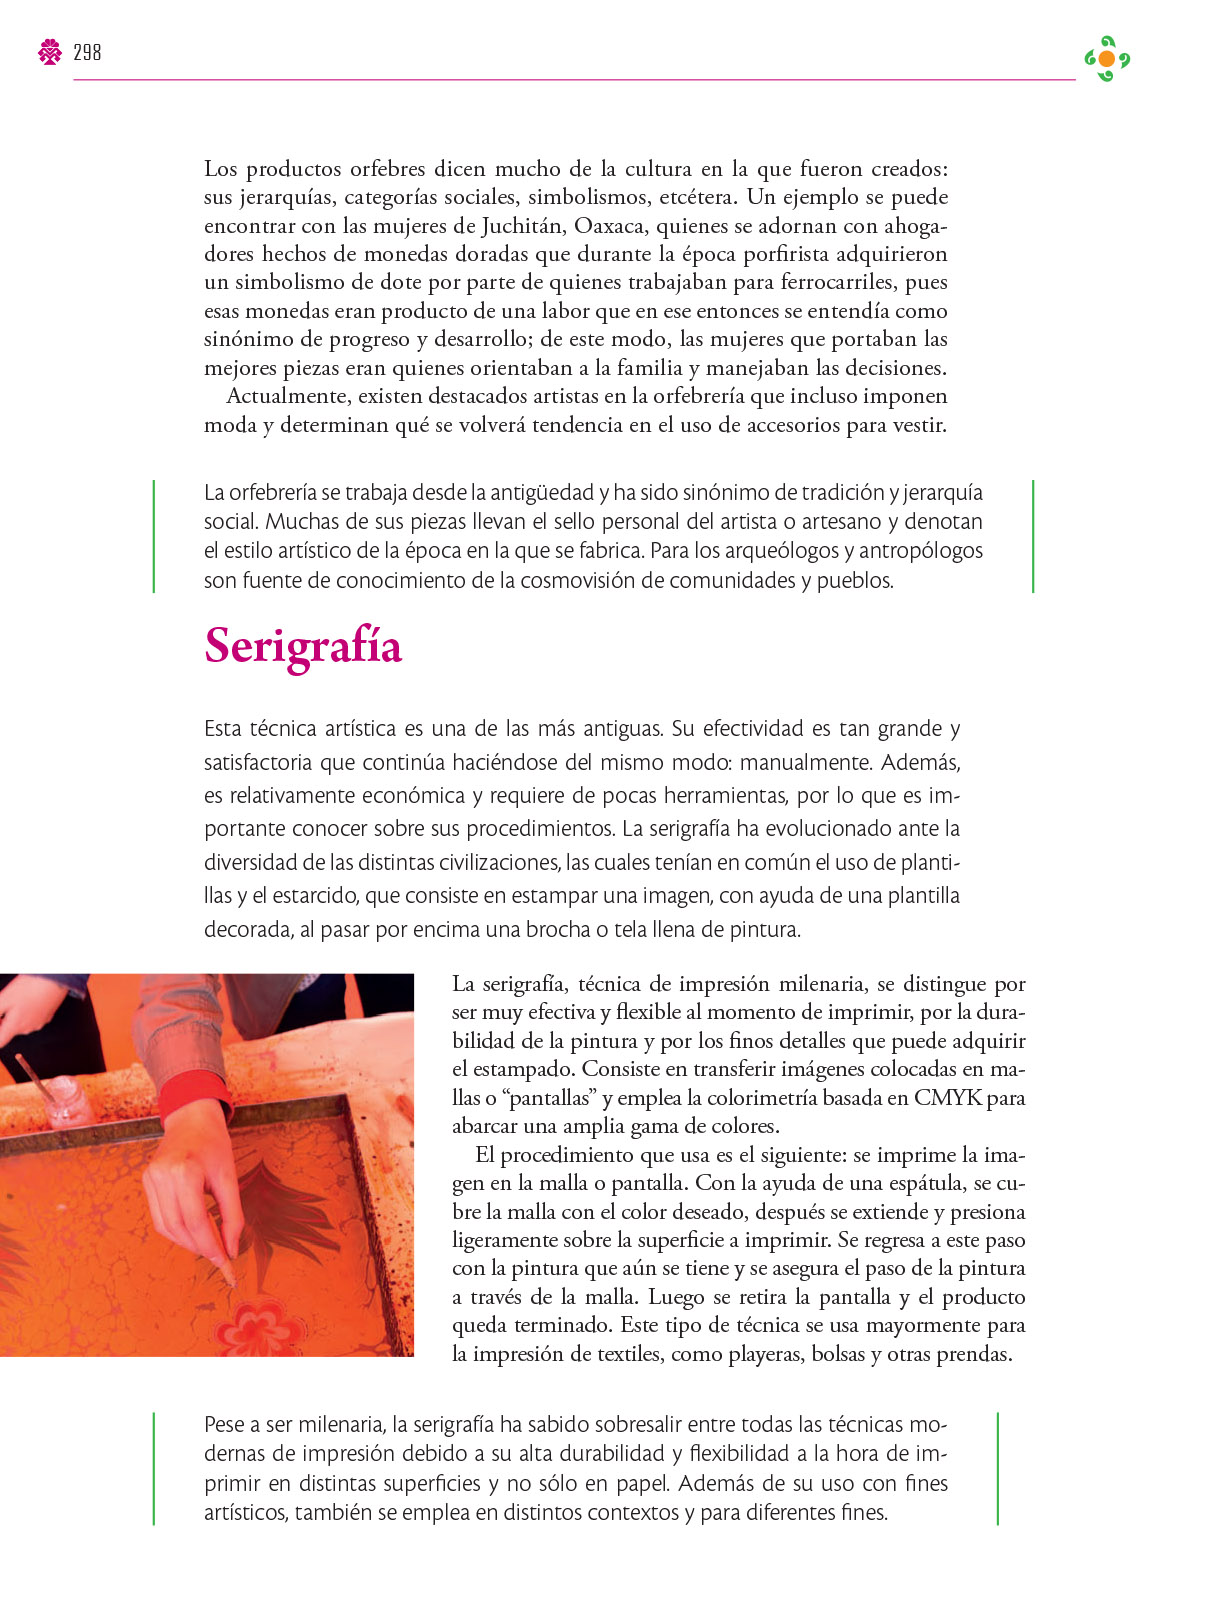 298
Los productos orfebres dicen mucho de la cultura en la que fueron creados:
sus jerarquías, categorías sociales, simbolismos, etcétera. Un ejemplo se puede
encontrar con las mujeres de Juchitán, Oaxaca, quienes se adornan con ahoga-
dores hechos de monedas doradas que durante la época porfirista adquirieron
un simbolismo de dote por parte de quienes trabajaban para ferrocarriles, pues
esas monedas eran producto de una labor que en ese entonces se entendía como
sinónimo de progreso y desarrollo; de este modo, las mujeres que portaban las
mejores piezas eran quienes orientaban a la familia y manejaban las decisiones.
Actualmente, existen destacados artistas en la orfebrería que incluso imponen
moda y determinan qué se volverá tendencia en el uso de accesorios para vestir.
La orfebrería se trabaja desde la antigüedad y ha sido sinónimo de tradición y jerarquía
social. Muchas de sus piezas llevan el sello personal del artista o artesano y denotan
el estilo artístico de la época en la que se fabrica. Para los arqueólogos y antropólogos
son fuente de conocimiento de la cosmovisión de comunidades y pueblos.
Serigrafía
Esta técnica artística es una de las más antiguas. Su efectividad es tan grande y
satisfactoria que continúa haciéndose del mismo modo: manualmente. Además,
es relativamente económica y requiere de pocas herramientas, por lo que es im-
portante conocer sobre sus procedimientos. La serigrafía ha evolucionado ante la
diversidad de las distintas civilizaciones, las cuales tenían en común el uso de planti-
llas y el estarcido, que consiste en estampar una imagen, con ayuda de una plantilla
decorada, al pasar por encima una brocha o tela llena de pintura.
La serigrafía, técnica de impresión milenaria, se distingue por
ser muy efectiva y flexible al momento de imprimir, por la dura-
bilidad de la pintura y por los finos detalles que puede adquirir
el estampado. Consiste en transferir imágenes colocadas en ma-
llas o “pantallas” y emplea la colorimetría basada en CMYK para
abarcar una amplia gama de colores.
El procedimiento que usa es el siguiente: se imprime la ima-
gen en la malla o pantalla. Con la ayuda de una espátula, se cu-
bre la malla con el color deseado, después se extiende y presiona
ligeramente sobre la superficie a imprimir. Se regresa a este paso
con la pintura que aún se tiene y se asegura el paso de la pintura
a través de la malla. Luego se retira la pantalla y el producto
queda terminado. Este tipo de técnica se usa mayormente para
la impresión de textiles, como playeras, bolsas y otras prendas.
Pese a ser milenaria, la serigrafía ha sabido sobresalir entre todas las técnicas mo-
dernas de impresión debido a su alta durabilidad y flexibilidad a la hora de im-
primir en distintas superficies y no sólo en papel. Además de su uso con fines
artísticos, también se emplea en distintos contextos y para diferentes fines.